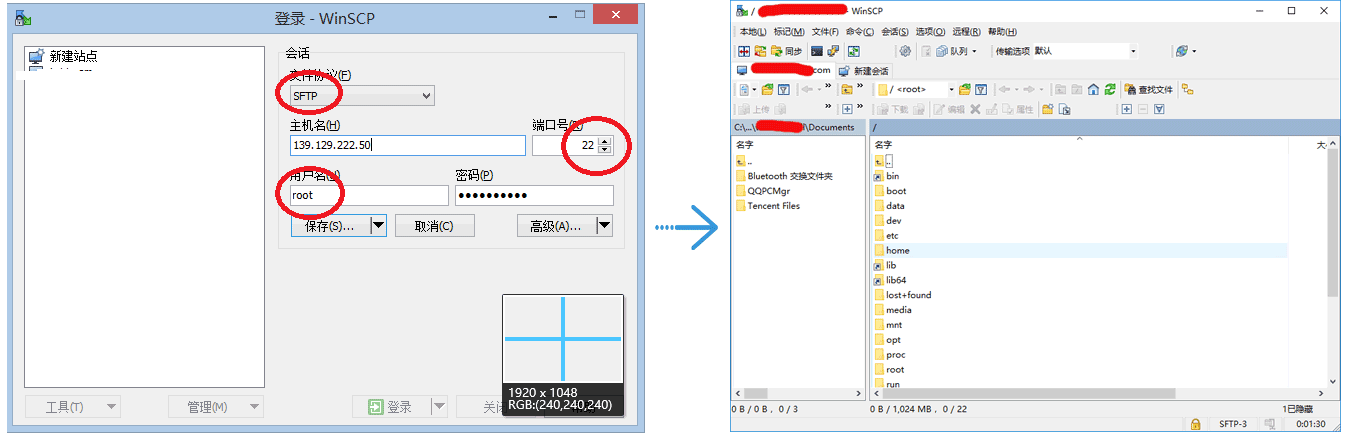 登录 - WinSCP
新建站点
会话
文件协议(F)
SFTP
主机名(H)
端口号(R)
139.129.222.50
22
用户名(U)
密码(P)
root
••••••••••
保存(S)...
取消(C)
高级(A)...
1920 x 1048
RGB:(240,240,240)
工具(T)
管理(M)
登录
/
- WinSCP
本地(L) 标记(M) 文件(F) 命令(C) 会话(S) 选项(O) 远程(R) 帮助(H)
同步
队列
传输选项 默认
com
新建会话
/ <root>
查找文件
上传
下载
编辑
属性
C:\...\
\Documents
/
名字
..
Bluetooth 交换文件夹
QQPCMgr
Tencent Files
名字
大
..
bin
boot
data
dev
etc
home
lib
lib64
lost+found
media
mnt
opt
proc
root
run
0 B / 0 B， 0 / 3
0 B / 1,024 MB， 0 / 22
1已隐藏
SFTP-3
0:01:30